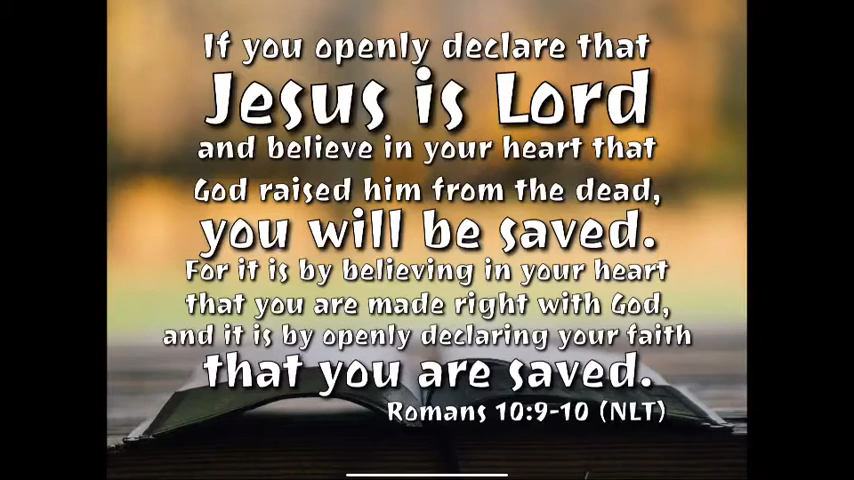 If you openly declare that
Jesus is Lord
and believe in your heart that
God raised him from the dead,
you will be saved.
For it is by believing in your heart
that you are made right with God,
and it is by openly declaring your faith
that you are saved.
Romans 10:9-10 (NLT)